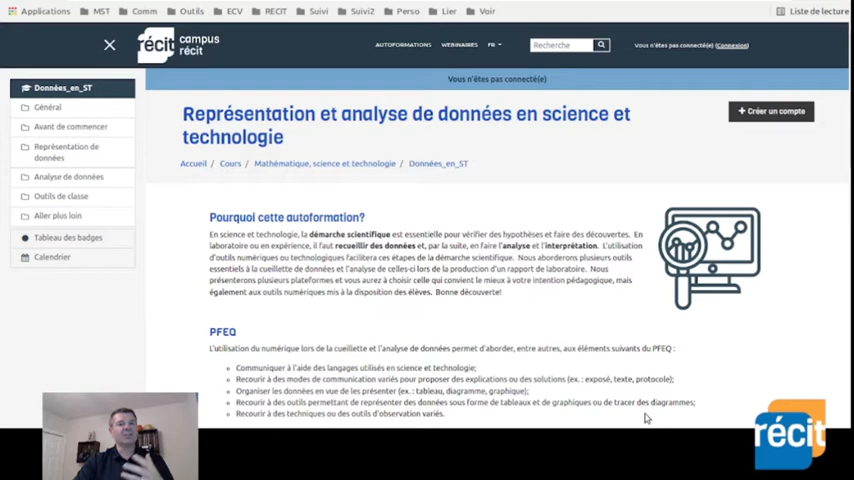 Applications MST Comm Outils ECV RECIT Suivi Suivi2 Perso Lier Voir Liste de lecture
récit campus récit AUTOFORMATIONS WEBINAIRES FR Recherche Vous n'êtes pas connecté(e) (Connexion)
Données_en_ST
Général
Avant de commencer
Représentation de
données
Analyse de données
Outils de classe
Aller plus loin
Tableau des badges
Calendrier
Vous n'êtes pas connecté(e)
Représentation et analyse de données en science et
technologie
+ Créer un compte
Accueil / Cours / Mathématique, science et technologie / Données_en_ST
Pourquoi cette autoformation?
En science et technologie, la démarche scientifique est essentielle pour vérifier des hypothèses et faire des découvertes. En
laboratoire ou en expérience, il faut recueillir des données et, par la suite, en faire l'analyse et l'interprétation. L'utilisation
d'outils numériques ou technologiques facilitera ces étapes de la démarche scientifique. Nous aborderons plusieurs outils
essentiels à la cueillette de données et l'analyse de celles-ci lors de la production d'un rapport de laboratoire. Nous
présenterons plusieurs plateformes et vous aurez à choisir celle qui convient le mieux à votre intention pédagogique, mais
également aux outils numériques mis à la disposition des élèves. Bonne découverte!
PFEQ
L'utilisation du numérique lors de la cueillette et l'analyse de données permet d'aborder, entre autres, aux éléments suivants du PFEQ :
Communiquer à l'aide des langages utilisés en science et technologie;
Recourir à des modes de communication variés pour proposer des explications ou des solutions (ex. : exposé, texte, protocole);
Organiser les données en vue de les présenter (ex. : tableau, diagramme, graphique);
Recourir à des outils permettant de représenter des données sous forme de tableaux et de graphiques ou de tracer des diagrammes;
Recourir à des techniques ou des outils d'observation variés.
récit